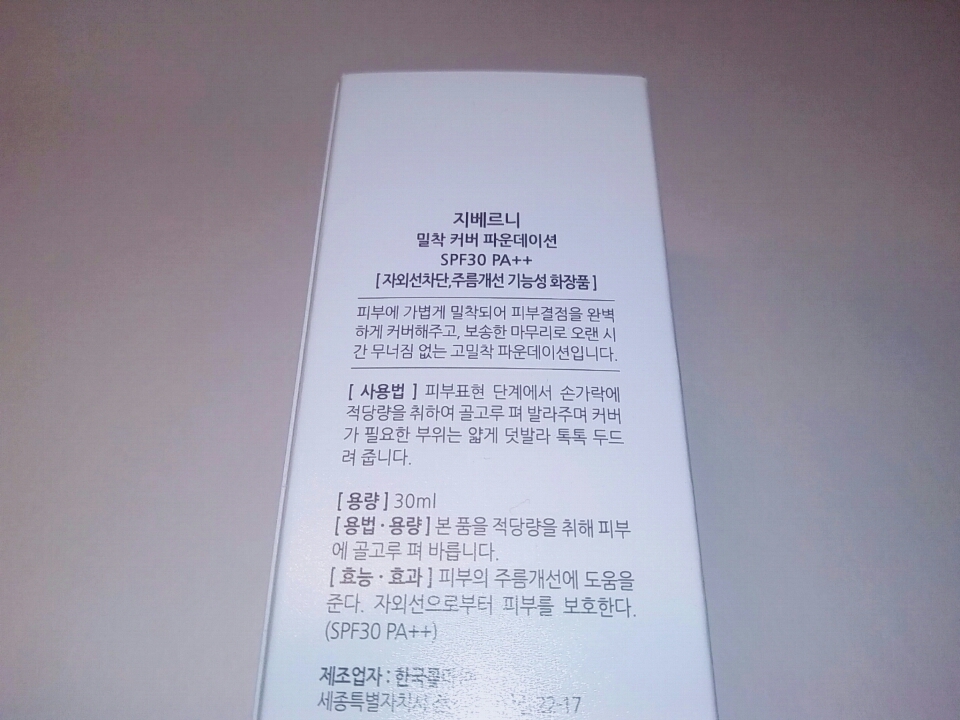 지베르니
밀착 커버 파운데이션
SPF30 PA++
[ 자외선차단,주름개선 기능성 화장품 ]
피부에 가볍게 밀착되어 피부결점을 완벽
하게 커버해주고, 보송한 마무리로 오랜 시
간 무너짐 없는 고밀착 파운데이션입니다.
[ 사용법 ] 피부표현 단계에서 손가락에
적당량을 취하여 골고루 펴 발라주며 커버
가 필요한 부위는 얇게 덧발라 톡톡 두드
려 줍니다.
[ 용량 ] 30ml
[ 용법 · 용량 ] 본 품을 적당량을 취해 피부
에 골고루 펴 바릅니다.
[ 효능 · 효과 ] 피부의 주름개선에 도움을
준다. 자외선으로부터 피부를 보호한다.
(SPF30 PA++)
제조업자 :
세종특별자치시 22-17